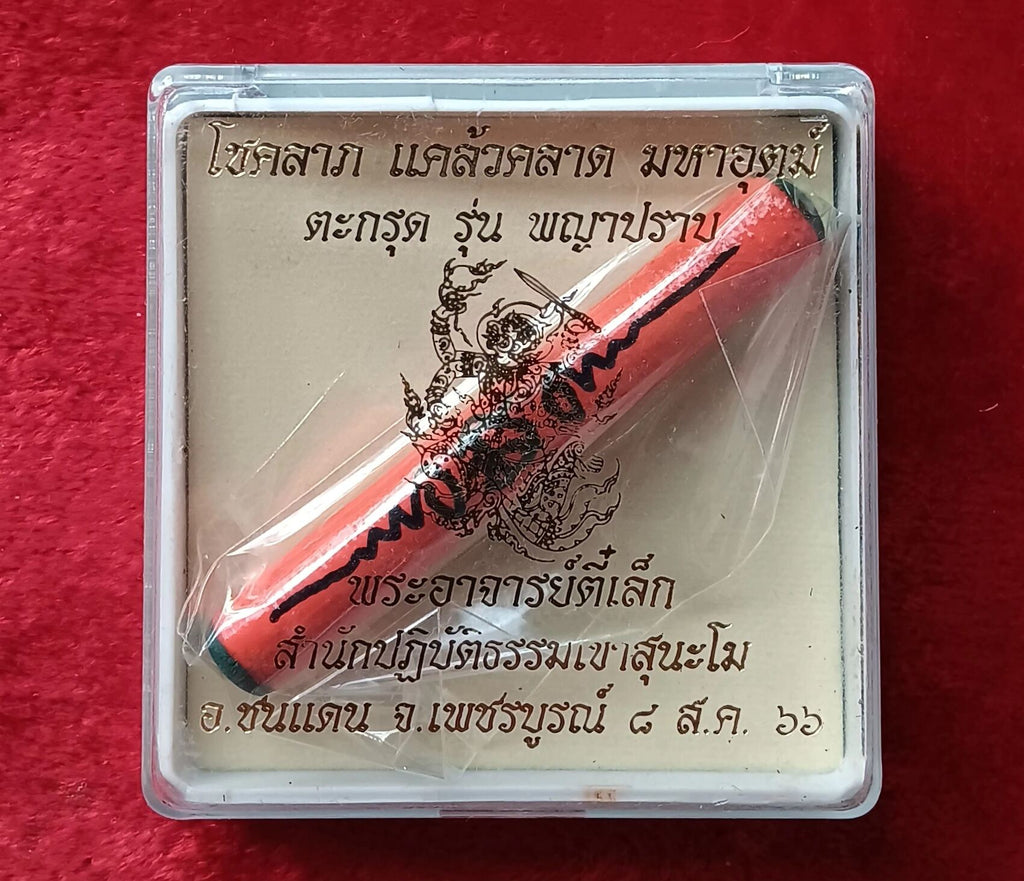 โชคลาภ แคล้วคลาด มหาอุตม์
ตะกรุด รุ่น พญาปราบ
พระอาจารย์ตี๋เล็ก
สำนักปฏิบัติธรรมเขาสุนะโม
อ.ชนแดน จ.เพชรบูรณ์ ๘ ส.ค. ๖๖